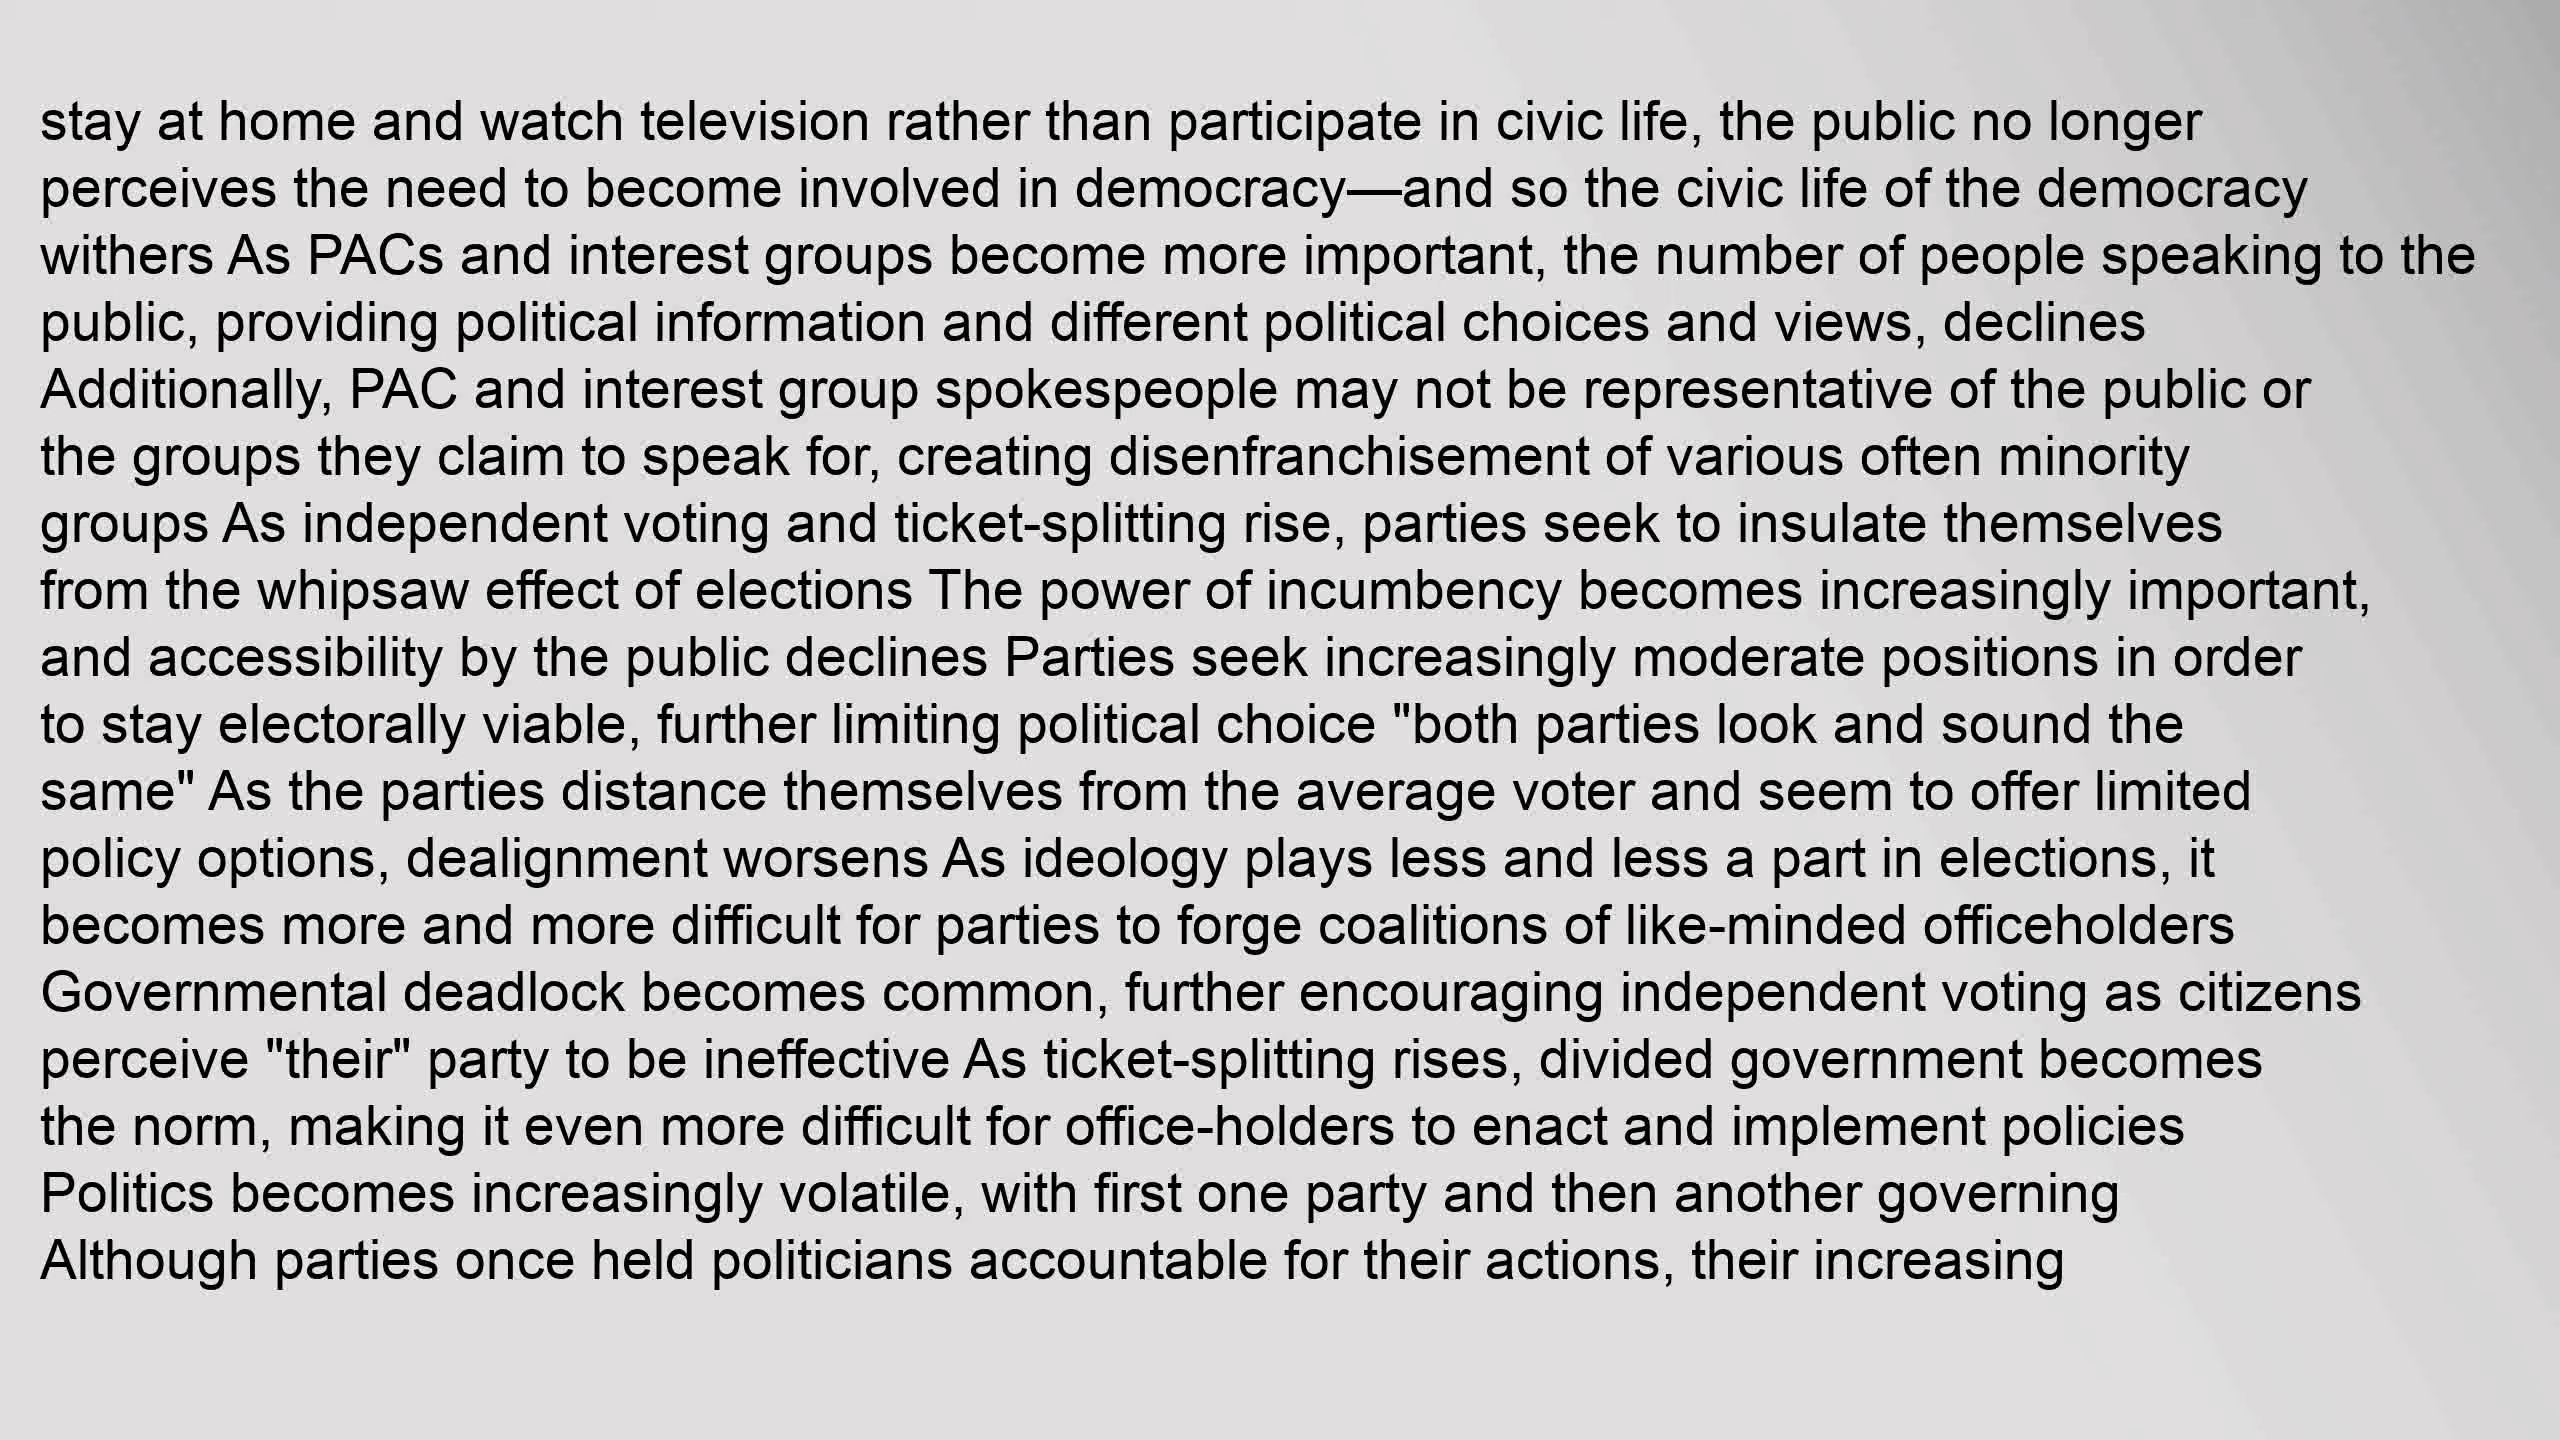 stay at home and watch television rather than participate in civic life, the public no longer
perceives the need to become involved in democracy—and so the civic life of the democracy
withers As PACs and interest groups become more important, the number of people speaking to the
public, providing political information and different political choices and views, declines
Additionally, PAC and interest group spokespeople may not be representative of the public or
the groups they claim to speak for, creating disenfranchisement of various often minority
groups As independent voting and ticket-splitting rise, parties seek to insulate themselves
from the whipsaw effect of elections The power of incumbency becomes increasingly important,
and accessibility by the public declines Parties seek increasingly moderate positions in order
to stay electorally viable, further limiting political choice "both parties look and sound the
same" As the parties distance themselves from the average voter and seem to offer limited
policy options, dealignment worsens As ideology plays less and less a part in elections, it
becomes more and more difficult for parties to forge coalitions of like-minded officeholders
Governmental deadlock becomes common, further encouraging independent voting as citizens
perceive "their" party to be ineffective As ticket-splitting rises, divided government becomes
the norm, making it even more difficult for office-holders to enact and implement policies
Politics becomes increasingly volatile, with first one party and then another governing
Although parties once held politicians accountable for their actions, their increasing